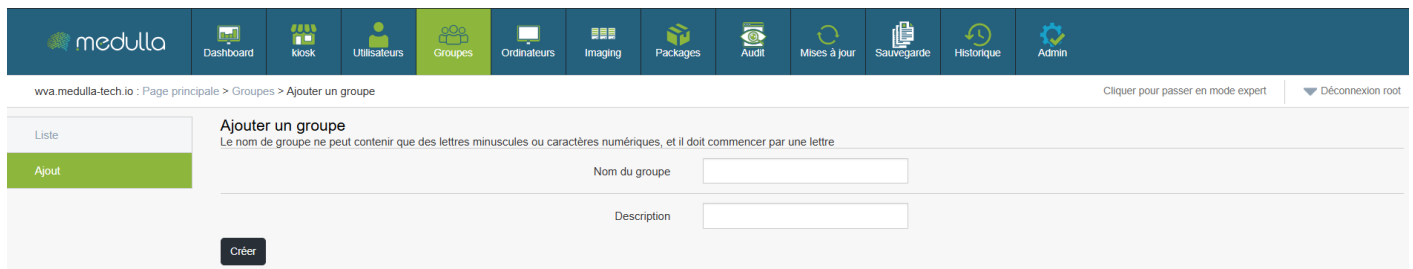 medulla
Dashboard kiosk Utilisateurs Groupes Ordinateurs Imaging Packages Audit Mises à jour Sauvegarde Historique Admin
wva.medulla-tech.io : Page principale > Groupes > Ajouter un groupe Cliquer pour passer en mode expert Déconnexion root
Liste
Ajout
Ajouter un groupe
Le nom de groupe ne peut contenir que des lettres minuscules ou caractères numériques, et il doit commencer par une lettre
Nom du groupe
Description
Créer